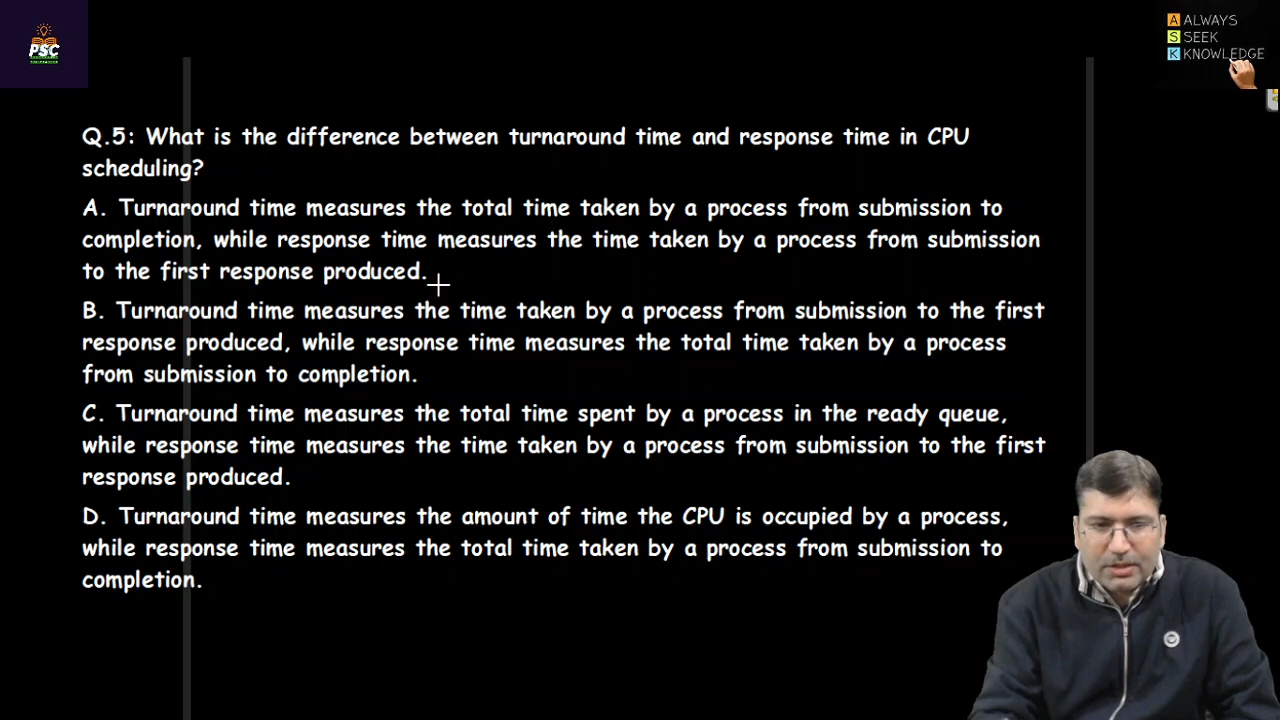 PSC
A ALWAYS
S SEEK
K KNOWLEDGE
Q.5: What is the difference between turnaround time and response time in CPU
scheduling?
A. Turnaround time measures the total time taken by a process from submission to
completion, while response time measures the time taken by a process from submission
to the first response produced.
B. Turnaround time measures the time taken by a process from submission to the first
response produced, while response time measures the total time taken by a process
from submission to completion.
C. Turnaround time measures the total time spent by a process in the ready queue,
while response time measures the time taken by a process from submission to the first
response produced.
D. Turnaround time measures the amount of time the CPU is occupied by a process,
while response time measures the total time taken by a process from submission to
completion.